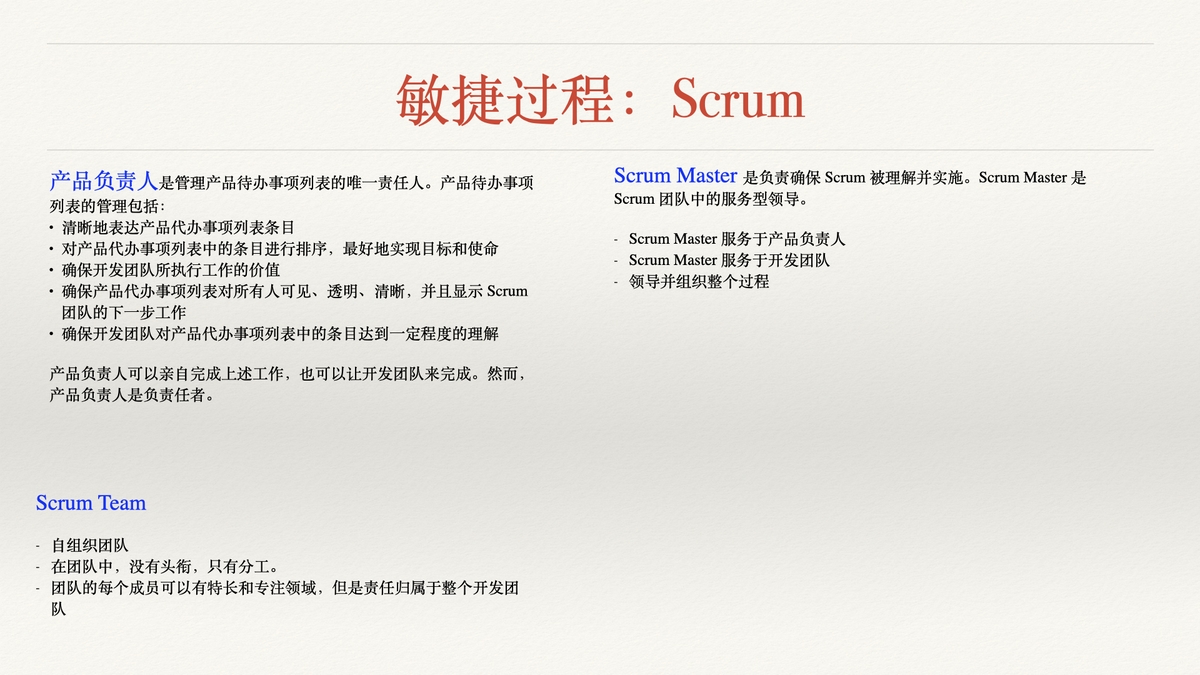 敏捷过程：Scrum
产品负责人是管理产品待办事项列表的唯一责任人。产品待办事项
列表的管理包括：
• 清晰地表达产品代办事项列表条目
• 对产品代办事项列表中的条目进行排序，最好地实现目标和使命
• 确保开发团队所执行工作的价值
• 确保产品代办事项列表对所有人可见、透明、清晰，并且显示 Scrum
团队的下一步工作
• 确保开发团队对产品代办事项列表中的条目达到一定程度的理解
产品负责人可以亲自完成上述工作，也可以让开发团队来完成。然而，
产品负责人是负责任者。
Scrum Master 是负责确保 Scrum 被理解并实施。Scrum Master 是
Scrum 团队中的服务型领导。
- Scrum Master 服务于产品负责人
- Scrum Master 服务于开发团队
- 领导并组织整个过程
Scrum Team
- 自组织团队
- 在团队中，没有头衔，只有分工。
- 团队的每个成员可以有特长和专注领域，但是责任归属于整个开发团
队